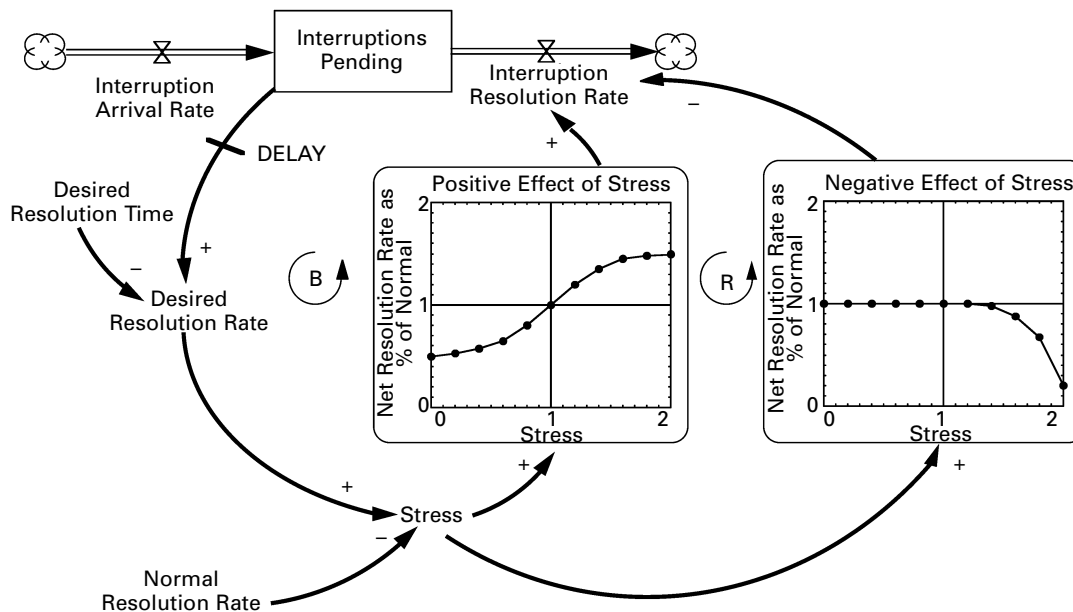 Interruptions
Pending
Interruption
Arrival Rate
Interruption
Resolution Rate
–
+
DELAY
Desired
Resolution Time
–
+
Desired
Resolution Rate
B
Positive Effect of Stress
Net Resolution Rate as
% of Normal
2
1
0
0
1
2
Stress
R
Negative Effect of Stress
Net Resolution Rate as
% of Normal
2
1
0
0
1
2
Stress
+
+
+
Stress
–
Normal
Resolution Rate